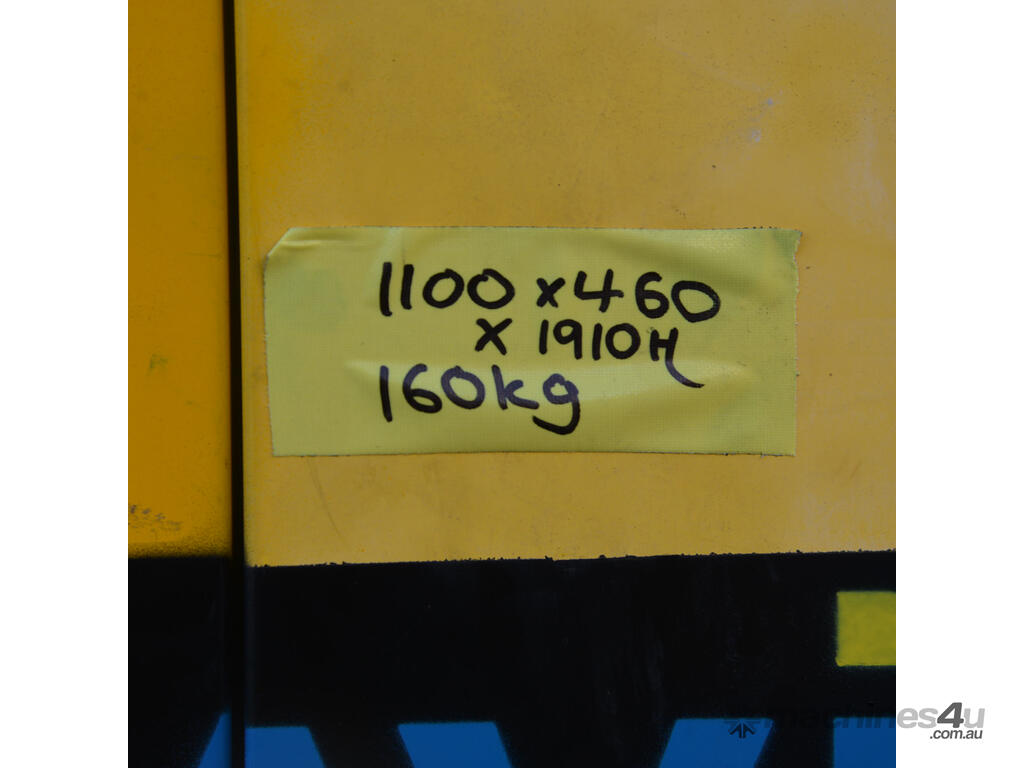 1100 x 460
x 1910H
160kg
machines4u
.com.au